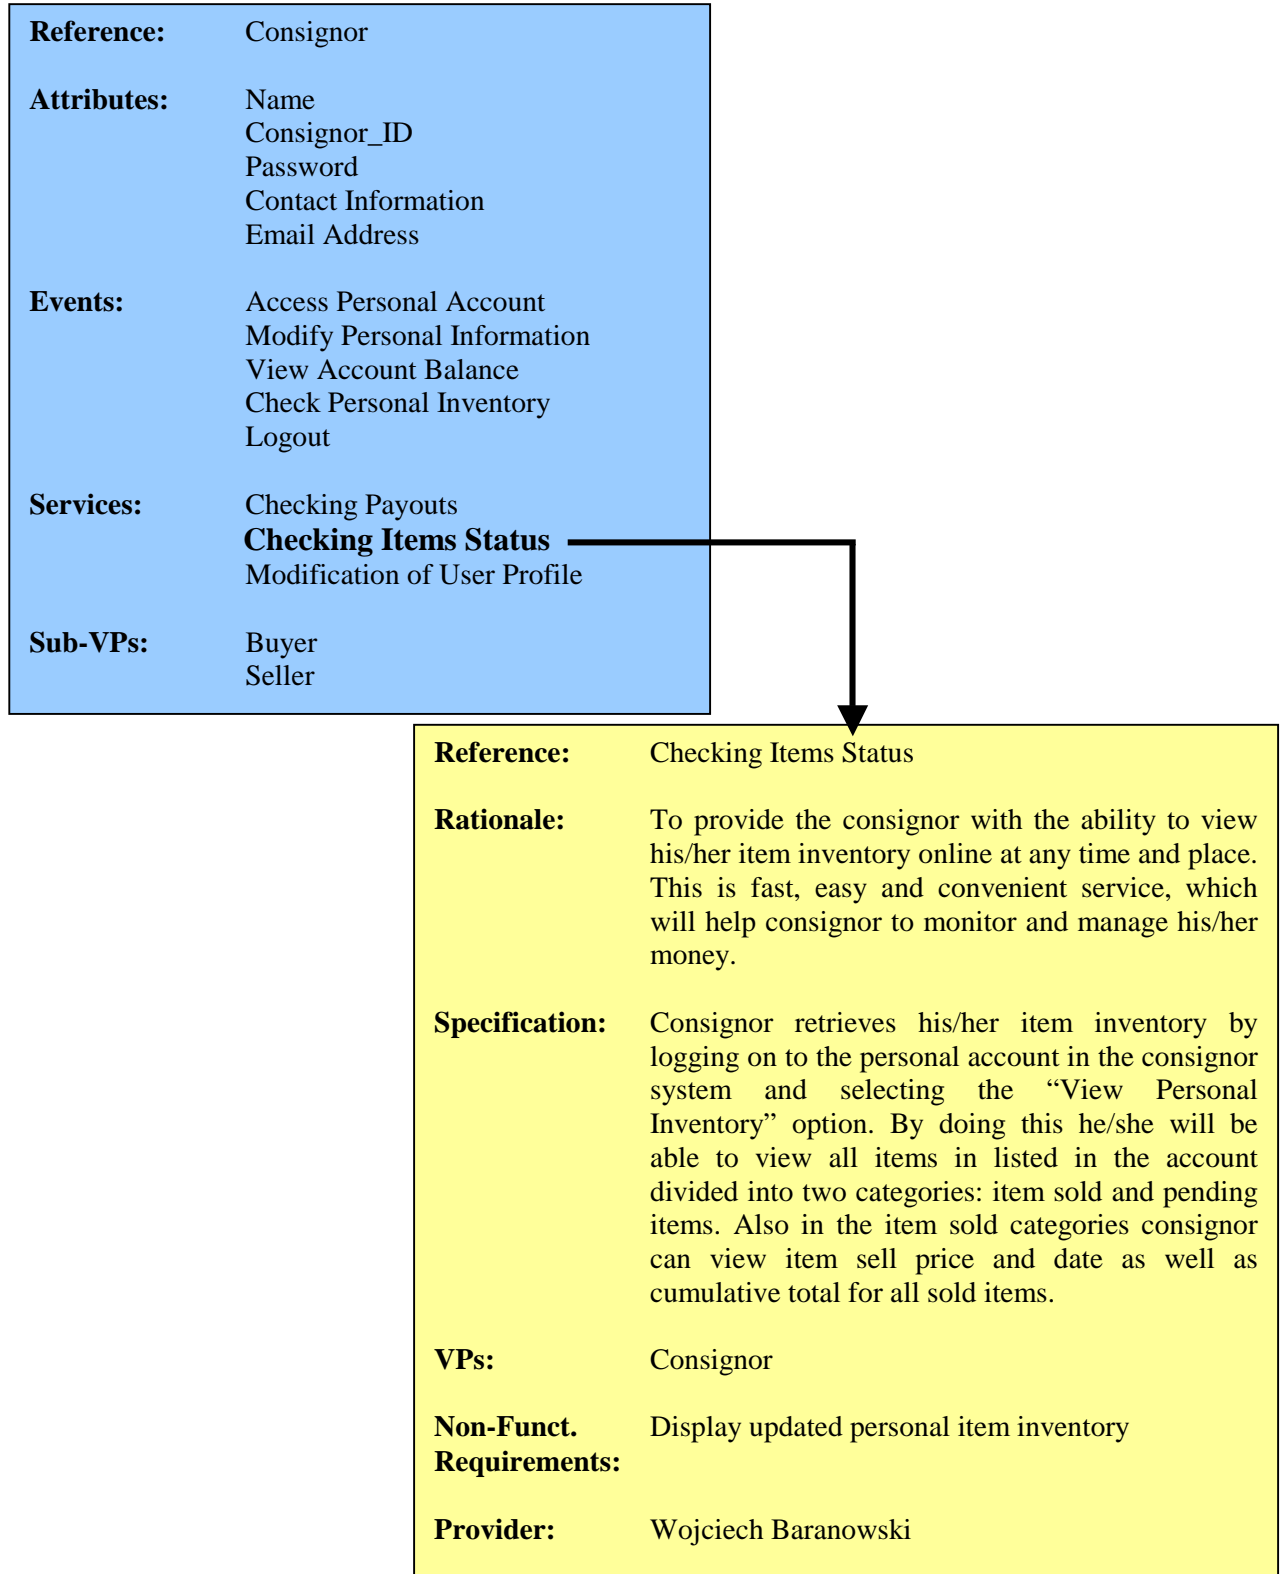 Reference: Consignor
Attributes: Name
Consignor_ID
Password
Contact Information
Email Address
Events: Access Personal Account
Modify Personal Information
View Account Balance
Check Personal Inventory
Logout
Services: Checking Payouts
Checking Items Status
Modification of User Profile
Sub-VPs: Buyer
Seller
Reference: Checking Items Status
Rationale: To provide the consignor with the ability to view
his/her item inventory online at any time and place.
This is fast, easy and convenient service, which
will help consignor to monitor and manage his/her
money.
Specification: Consignor retrieves his/her item inventory by
logging on to the personal account in the consignor
system and selecting the “View Personal
Inventory” option. By doing this he/she will be
able to view all items in listed in the account
divided into two categories: item sold and pending
items. Also in the item sold categories consignor
can view item sell price and date as well as
cumulative total for all sold items.
VPs: Consignor
Non-Funct. Display updated personal item inventory
Requirements:
Provider: Wojciech Baranowski